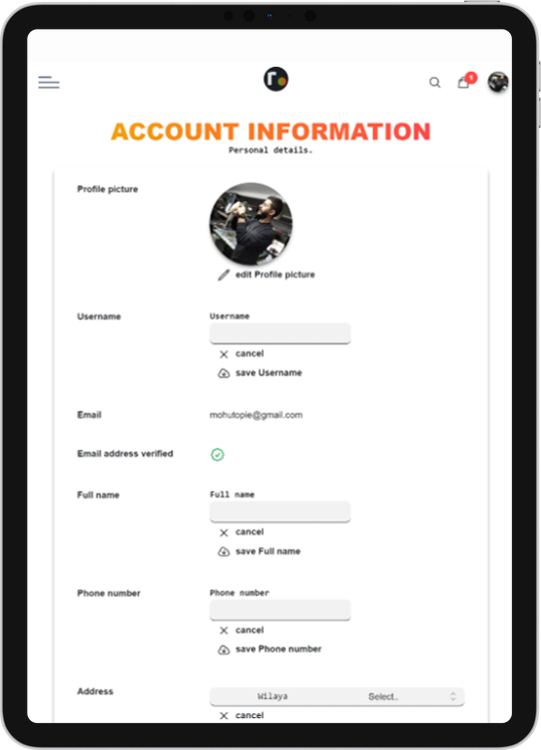 1
ACCOUNT INFORMATION
Personal details.
Profile picture
edit Profile picture
Username
Username
cancel
save Username
Email
mohutopie@gmail.com
Email address verified
Full name
Full name
cancel
save Full name
Phone number
Phone number
cancel
save Phone number
Address
Wilaya
Select..
cancel